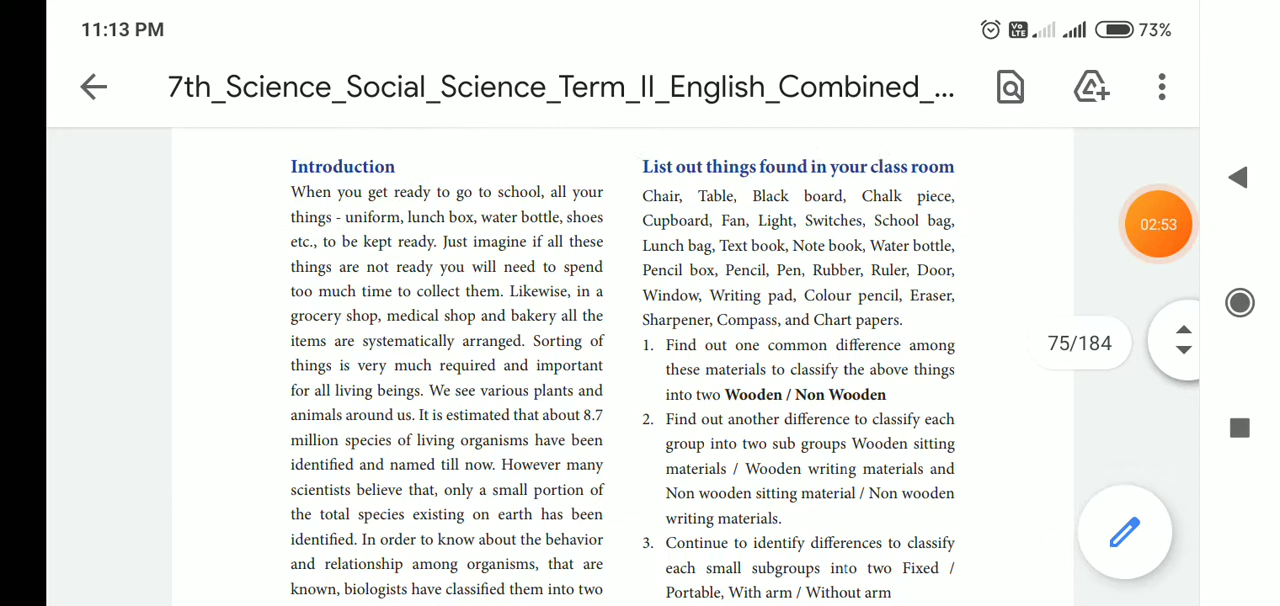 11:13 PM
Vo
LTE
73%
7th_Science_Social_Science_Term_II_English_Combined_...
Introduction
When you get ready to go to school, all your
things - uniform, lunch box, water bottle, shoes
etc., to be kept ready. Just imagine if all these
things are not ready you will need to spend
too much time to collect them. Likewise, in a
grocery shop, medical shop and bakery all the
items are systematically arranged. Sorting of
things is very much required and important
for all living beings. We see various plants and
animals around us. It is estimated that about 8.7
million species of living organisms have been
identified and named till now. However many
scientists believe that, only a small portion of
the total species existing on earth has been
identified. In order to know about the behavior
and relationship among organisms, that are
known, biologists have classified them into two
List out things found in your class room
Chair, Table, Black board, Chalk piece,
Cupboard, Fan, Light, Switches, School bag,
Lunch bag, Text book, Note book, Water bottle,
Pencil box, Pencil, Pen, Rubber, Ruler, Door,
Window, Writing pad, Colour pencil, Eraser,
Sharpener, Compass, and Chart papers.
1. Find out one common difference among
these materials to classify the above things
into two Wooden / Non Wooden
2. Find out another difference to classify each
group into two sub groups Wooden sitting
materials / Wooden writing materials and
Non wooden sitting material / Non wooden
writing materials.
3. Continue to identify differences to classify
each small subgroups into two Fixed /
Portable, With arm / Without arm
02:53
75/184